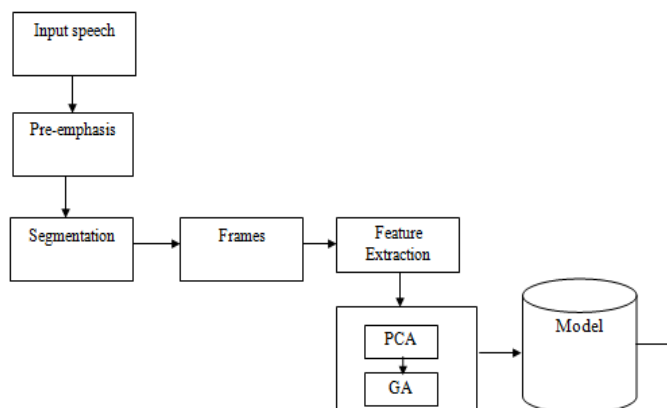 Input speech
Pre-emphasis
Segmentation
Frames
Feature
Extraction
PCA
GA
Model